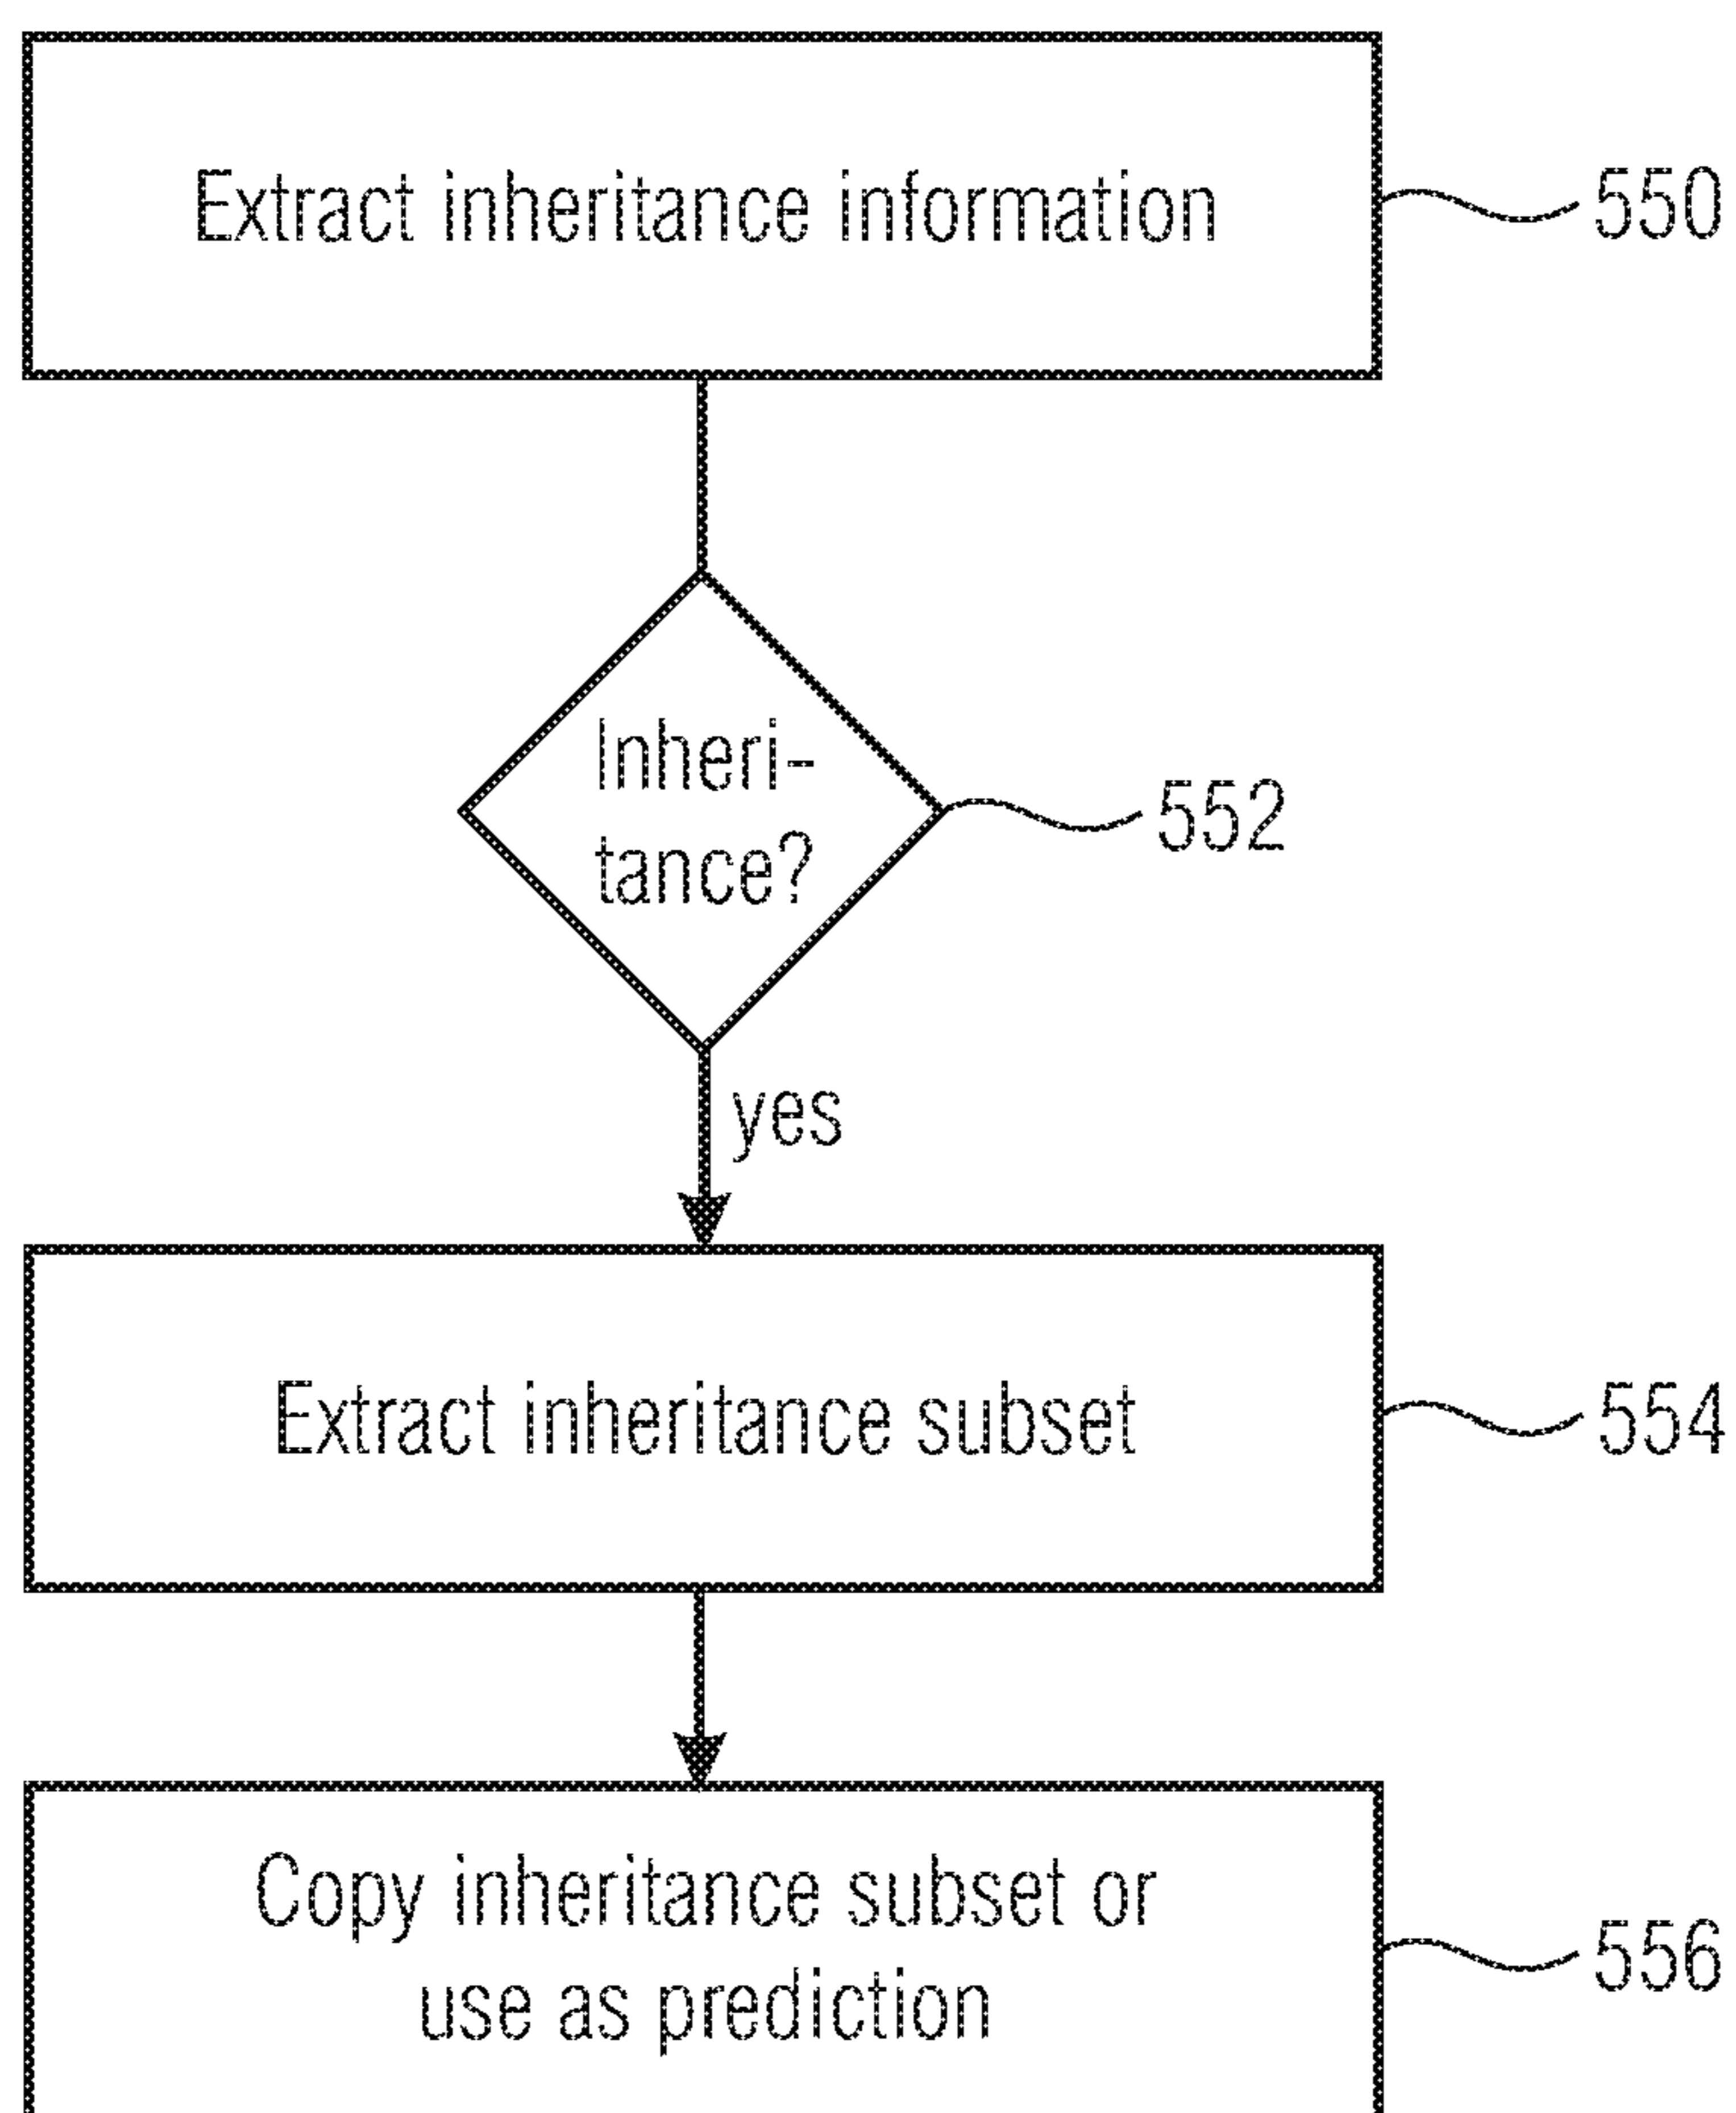 Extract inheritance information
550
Inheri-
tance?
552
yes
Extract inheritance subset
554
Copy inheritance subset or
use as prediction
556